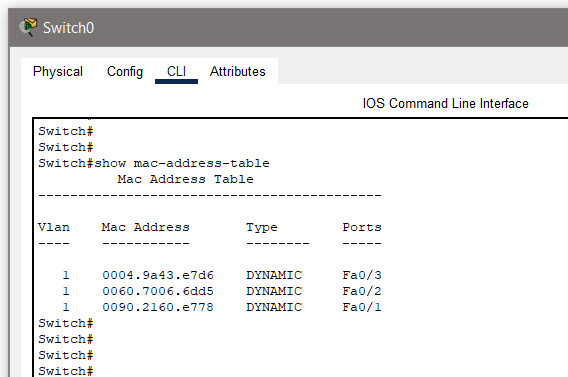 Switch0
Physical Config CLI Attributes
IOS Command Line Interface
Switch#
Switch#
Switch#show mac-address-table
Mac Address Table
-------------------------------------------
Vlan Mac Address Type Ports
---- ----------- -------- -----
1 0004.9a43.e7d6 DYNAMIC Fa0/3
1 0060.7006.6dd5 DYNAMIC Fa0/2
1 0090.2160.e778 DYNAMIC Fa0/1
Switch#
Switch#
Switch#
Switch#